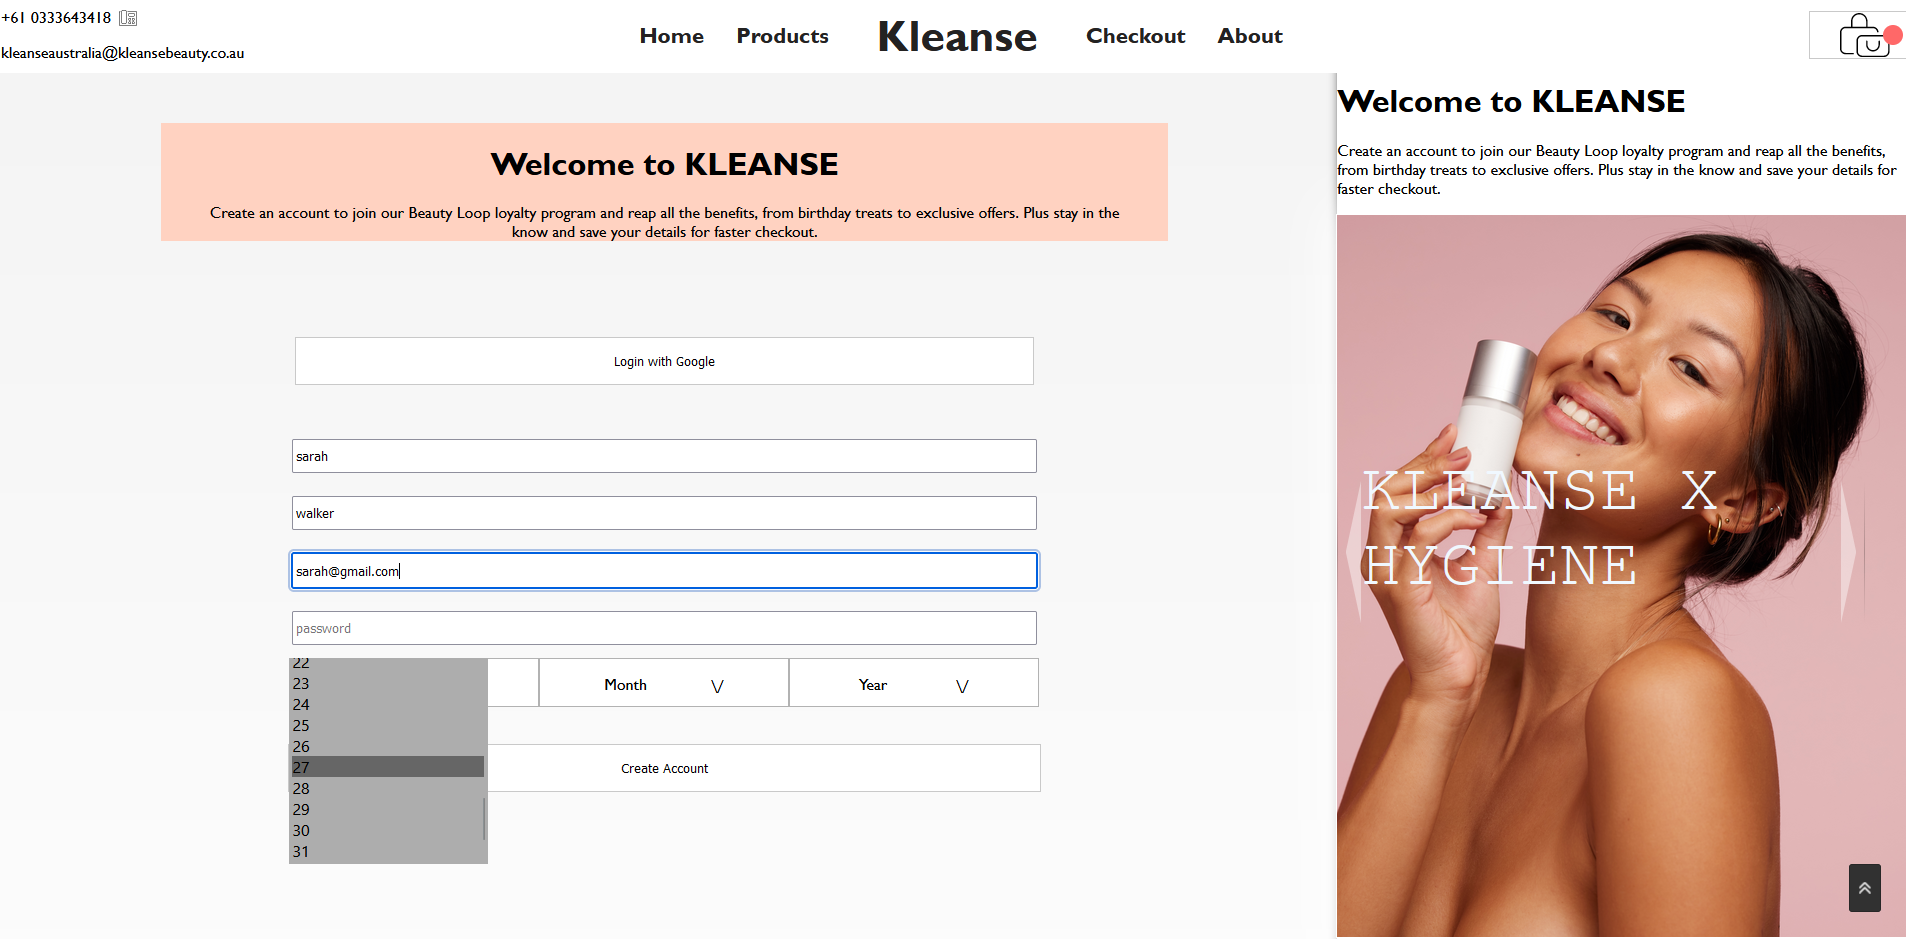 +61 0333643418
kleanseaustralia@kleansebeauty.co.au
Home Products Kleanse Checkout About
Welcome to KLEANSE
Create an account to join our Beauty Loop loyalty program and reap all the benefits, from birthday treats to exclusive offers. Plus stay in the
know and save your details for faster checkout.
Login with Google
sarah
walker
sarah@gmail.com
password
Month
Year
22
23
24
25
26
27
28
29
30
31
Create Account
Welcome to KLEANSE
Create an account to join our Beauty Loop loyalty program and reap all the benefits,
from birthday treats to exclusive offers. Plus stay in the know and save your details for
faster checkout.
KLEANSE X
HYGIENE